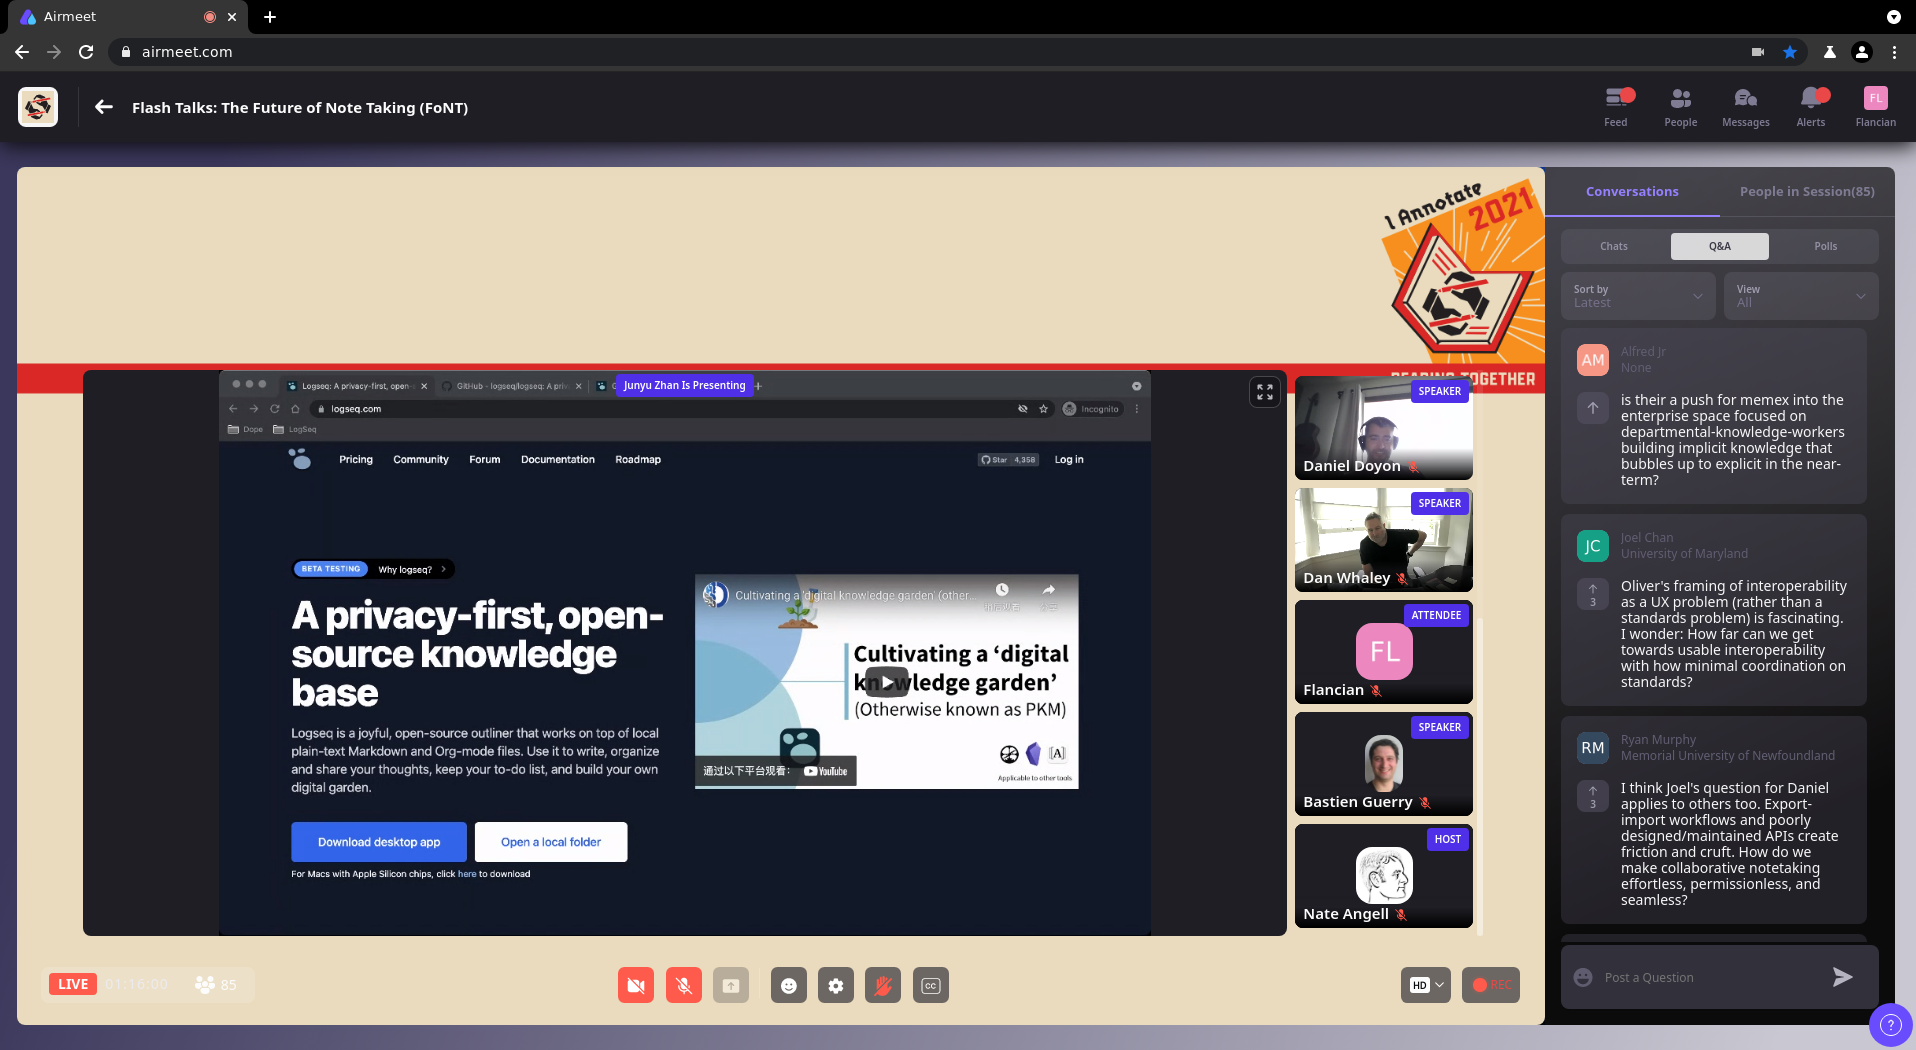 Airmeet
airmeet.com
Flash Talks: The Future of Note Taking (FoNT)
Feed
People
Messages
Alerts
FL
Flancian
I Annotate
2021
READING TOGETHER
Logseq: A privacy-first, open-
GitHub - logseq/logseq: A priv
Junyu Zhan Is Presenting
logseq.com
Incognito
Dope
LogSeq
Pricing
Community
Forum
Documentation
Roadmap
Star
4,358
Log in
BETA TESTING
Why logseq?
A privacy-first, open-
source knowledge
base
Logseq is a joyful, open-source outliner that works on top of local
plain-text Markdown and Org-mode files. Use it to write, organize
and share your thoughts, keep your to-do list, and build your own
digital garden.
Download desktop app
Open a local folder
For Macs with Apple Silicon chips, click here to download
Cultivating a 'digital knowledge garden' (other...
Cultivating a ‘digital
knowledge garden’
(Otherwise known as PKM)
通过以下平台观看：
YouTube
[A]
Applicable to other tools
SPEAKER
Daniel Doyon
SPEAKER
Dan Whaley
ATTENDEE
FL
Flancian
SPEAKER
Bastien Guerry
HOST
Nate Angell
LIVE
01:16:00
85
CC
HD
REC
Conversations
People in Session(85)
Chats
Q&A
Polls
Sort by
Latest
View
All
AM
Alfred Jr
None
is their a push for memex into the
enterprise space focused on
departmental-knowledge-workers
building implicit knowledge that
bubbles up to explicit in the near-
term?
JC
Joel Chan
University of Maryland
3
Oliver's framing of interoperability
as a UX problem (rather than a
standards problem) is fascinating.
I wonder: How far can we get
towards usable interoperability
with how minimal coordination on
standards?
RM
Ryan Murphy
Memorial University of Newfoundland
3
I think Joel's question for Daniel
applies to others too. Export-
import workflows and poorly
designed/maintained APIs create
friction and cruft. How do we
make collaborative notetaking
effortless, permissionless, and
seamless?
Post a Question
?